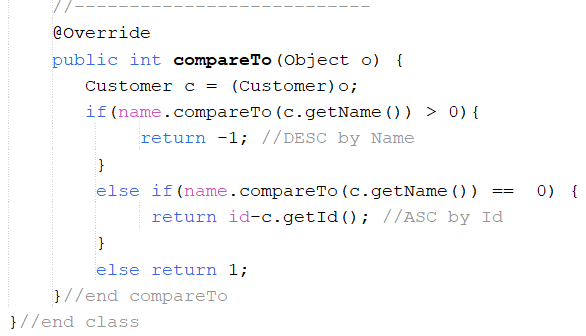 //----------------------------
@Override
public int compareTo(Object o) {
Customer c = (Customer)o;
if(name.compareTo(c.getName()) > 0){
return -1; //DESC by Name
}
else if(name.compareTo(c.getName()) ==  0) {
return id-c.getId(); //ASC by Id
}
else return 1;
}//end compareTo
}//end class